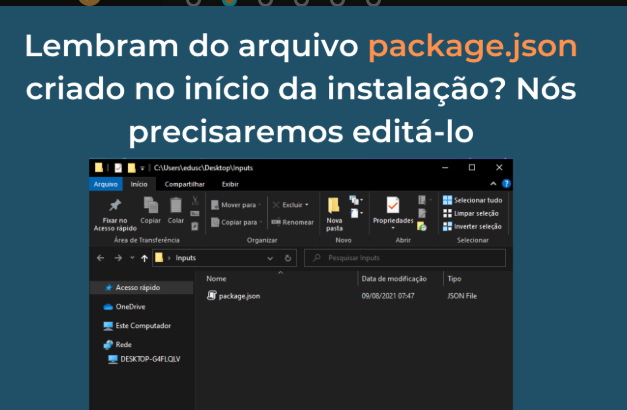 Lembram do arquivo package.json
criado no início da instalação? Nós
precisaremos editá-lo
C:\Users\edusc\Desktop\Inputs
Arquivo Início Compartilhar Exibir
Fixar no Acesso rápido
Copiar
Colar
Mover para
Copiar para
Excluir
Renomear
Nova pasta
Propriedades
Selecionar tudo
Limpar seleção
Inverter seleção
Área de Transferência Organizar Novo Abrir Selecionar
Inputs
Pesquisar Inputs
Nome Data de modificação Tipo
package.json 09/08/2021 07:47 JSON File
Acesso rápido
OneDrive
Este Computador
Rede
DESKTOP-G4FLQLV